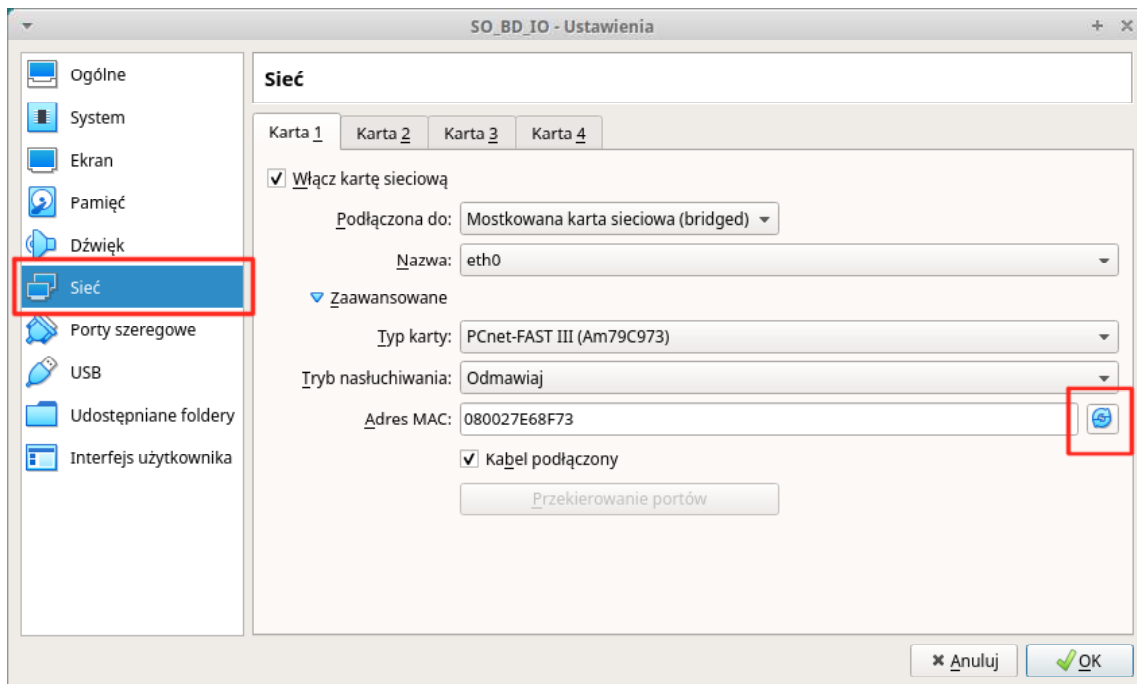 SO_BD_IO - Ustawienia
Ogólne
System
Ekran
Pamięć
Dźwięk
Sieć
Porty szeregowe
USB
Udostępniane foldery
Interfejs użytkownika
Sieć
Karta 1 Karta 2 Karta 3 Karta 4
Włącz kartę sieciową
Podłączona do: Mostkowana karta sieciowa (bridged)
Nazwa: eth0
Zaawansowane
Typ karty: PCnet-FAST III (Am79C973)
Tryb nasłuchiwania: Odmawiaj
Adres MAC: 080027E68F73
Kabel podłączony
Przekierowanie portów
Anuluj OK